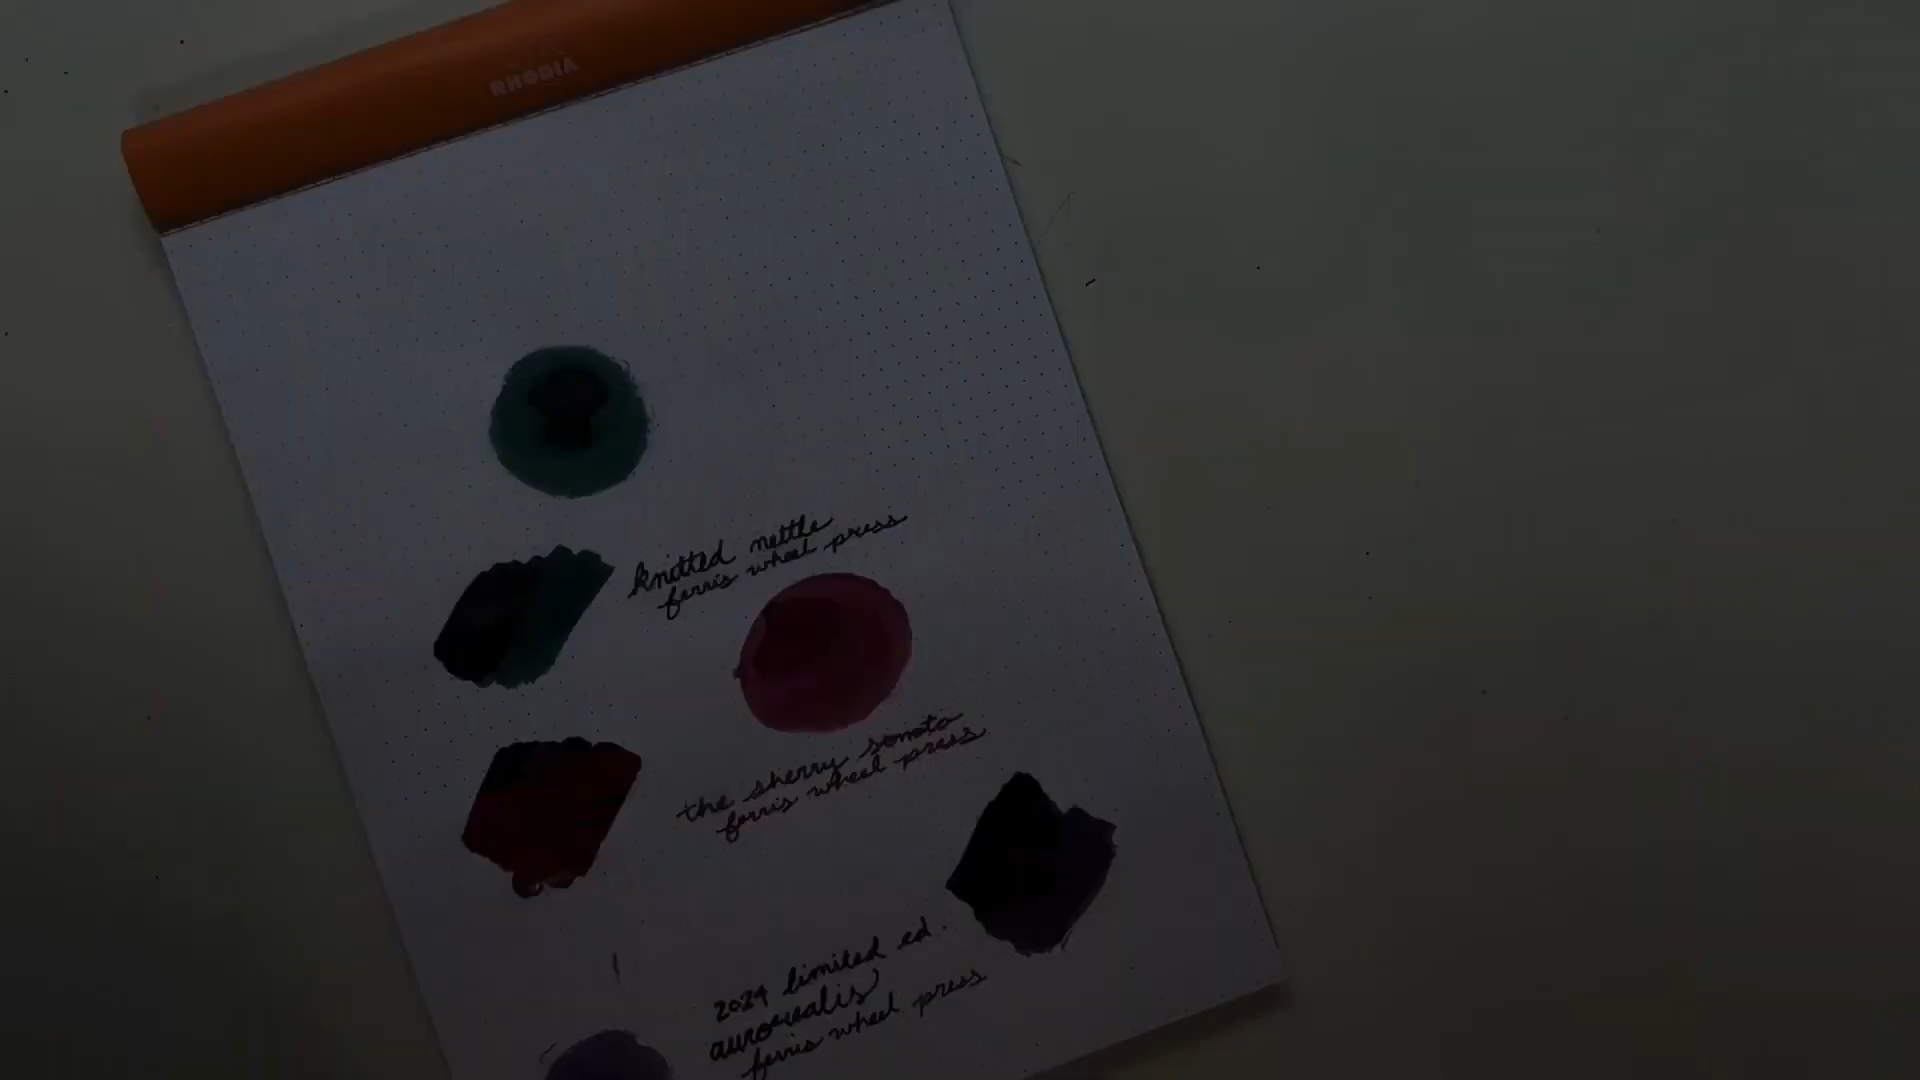 RHODIA
knitted nettle
ferris wheel press
the sherry sonata
ferris wheel press
2024 limited ed.
aurorealis
ferris wheel press